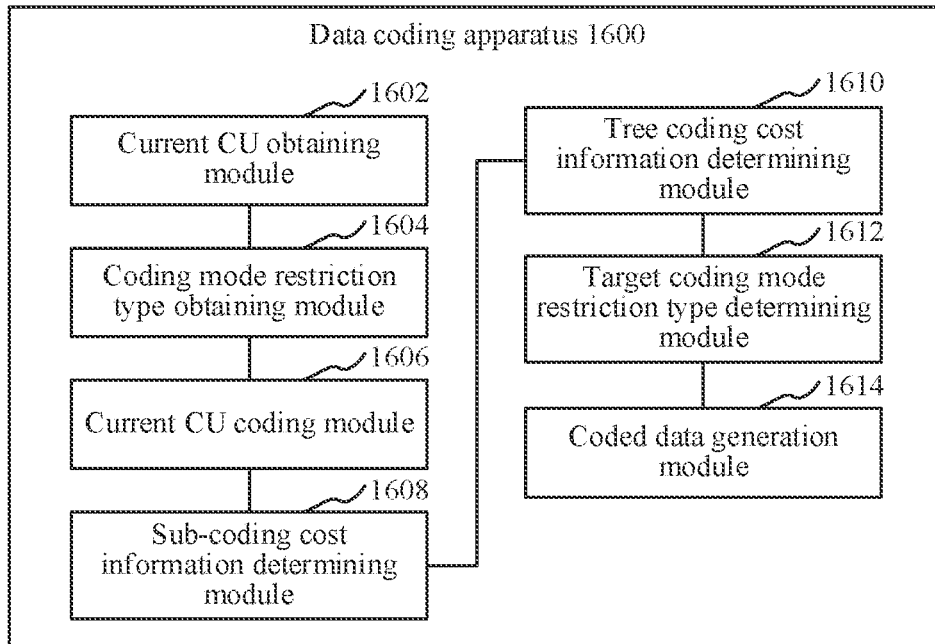 Data coding apparatus 1600
1602
Current CU obtaining
module
1604
Coding mode restriction
type obtaining module
1606
Current CU coding module
1608
Sub-coding cost
information determining
module
1610
Tree coding cost
information determining
module
1612
Target coding mode
restriction type determining
module
1614
Coded data generation
module